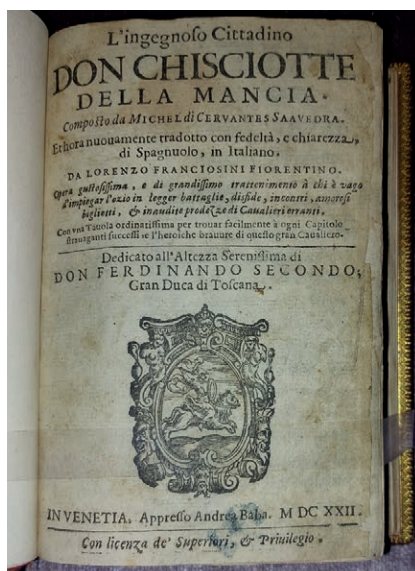 L'ingegnoſo Cittadino
DON CHISCIOTTE
DELLA MANCIA.
Compoſto da MICHEL di CERVANTES SAAVEDRA.
Et hora nuouamente tradotto con fedeltà, e chiarezza,
di Spagnuolo, in Italiano.
DA LORENZO FRANCIOSINI FIORENTINO.
Opera guſtoſiſsima, e di grandiſsimo trattenimento à chi è vago
d'impiegar l'ozio in legger battaglie, disfide, incontri, amoroſi
biglietti, & inaudite prodezze di Caualieri erranti.
Con vna Tauola ordinatiſsima per trouar facilmente à ogni Capitolo
ſtrauaganti ſucceſſi, e l'heroiche brauure di queſto gran Caualiero.
Dedicato all'Altezza Sereniſsima di
DON FERDINANDO SECONDO,
Gran Duca di Toſcana.
IN VENETIA, Appreſſo Andrea Baba. M DC XXII.
Con licenza de' Superiori, & Priuilegio.